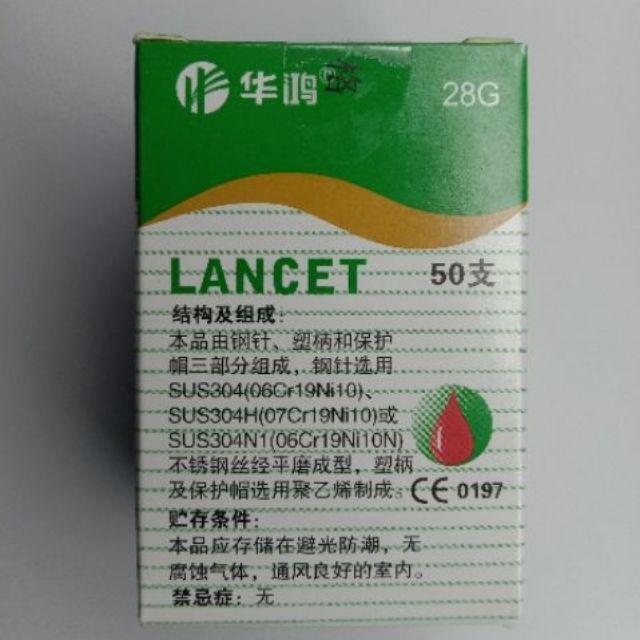 华鸿
28G
LANCET
50支
结构及组成:
本品由钢针、塑柄和保护
帽三部分组成，钢针选用
SUS304(06Cr19Ni10)、
SUS304H(07Cr19Ni10)或
SUS304N1(06Cr19Ni10N)
不锈钢丝经平磨成型，塑柄
及保护帽选用聚乙烯制成。
CE 0197
贮存条件:
本品应存储在避光防潮，无
腐蚀气体，通风良好的室内。
禁忌症: 无